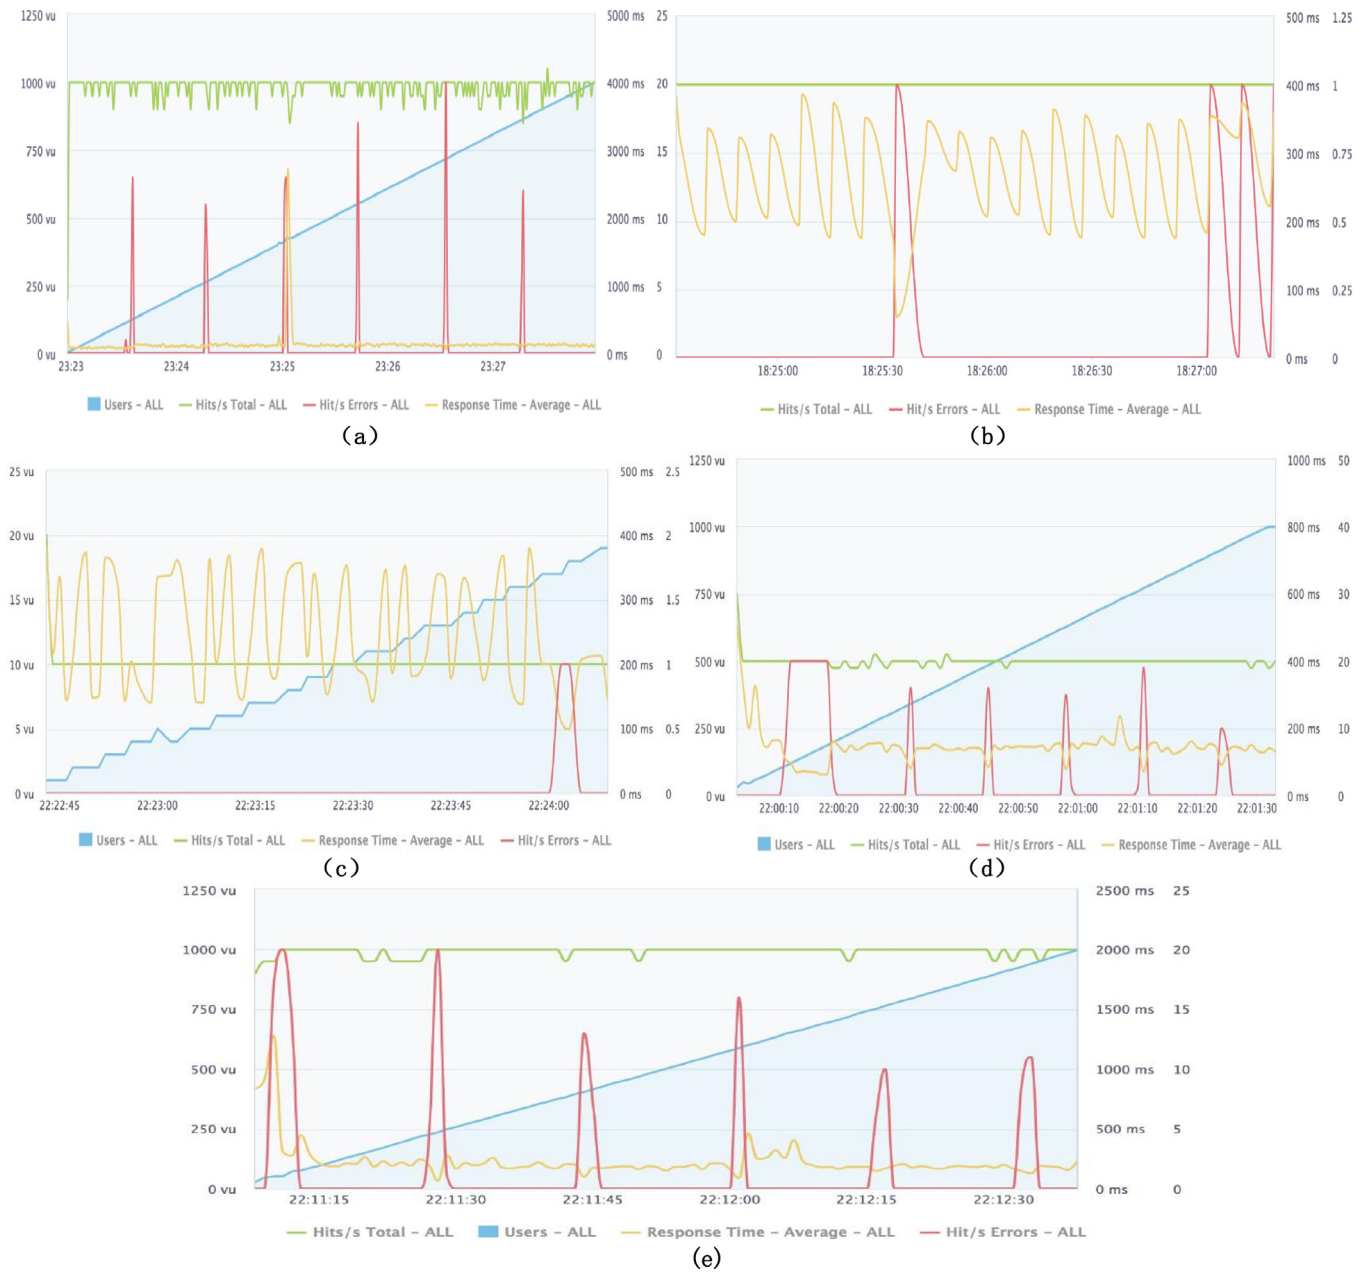 1250 vu 5000 ms
1000 vu 4000 ms
750 vu 3000 ms
500 vu 2000 ms
250 vu 1000 ms
0 vu 0 ms
23:23 23:24 23:25 23:26 23:27
Users – ALL Hits/s Total – ALL Hit/s Errors – ALL Response Time – Average – ALL
(a)
25 500 ms 1.25
20 400 ms 1
15 300 ms 0.75
10 200 ms 0.5
5 100 ms 0.25
0 0 ms 0
18:25:00 18:25:30 18:26:00 18:26:30 18:27:00
Hits/s Total – ALL Hit/s Errors – ALL Response Time – Average – ALL
(b)
25 vu 500 ms 2.5
20 vu 400 ms 2
15 vu 300 ms 1.5
10 vu 200 ms 1
5 vu 100 ms 0.5
0 vu 0 ms 0
22:22:45 22:23:00 22:23:15 22:23:30 22:23:45 22:24:00
Users – ALL Hits/s Total – ALL Response Time – Average – ALL Hit/s Errors – ALL
(c)
1250 vu 1000 ms 50
1000 vu 800 ms 40
750 vu 600 ms 30
500 vu 400 ms 20
250 vu 200 ms 10
0 vu 0 ms 0
22:00:10 22:00:20 22:00:30 22:00:40 22:00:50 22:01:00 22:01:10 22:01:20 22:01:30
Users – ALL Hits/s Total – ALL Hit/s Errors – ALL Response Time – Average – ALL
(d)
1250 vu 2500 ms 25
1000 vu 2000 ms 20
750 vu 1500 ms 15
500 vu 1000 ms 10
250 vu 500 ms 5
0 vu 0 ms 0
22:11:15 22:11:30 22:11:45 22:12:00 22:12:15 22:12:30
Hits/s Total – ALL Users – ALL Response Time – Average – ALL Hit/s Errors – ALL
(e)